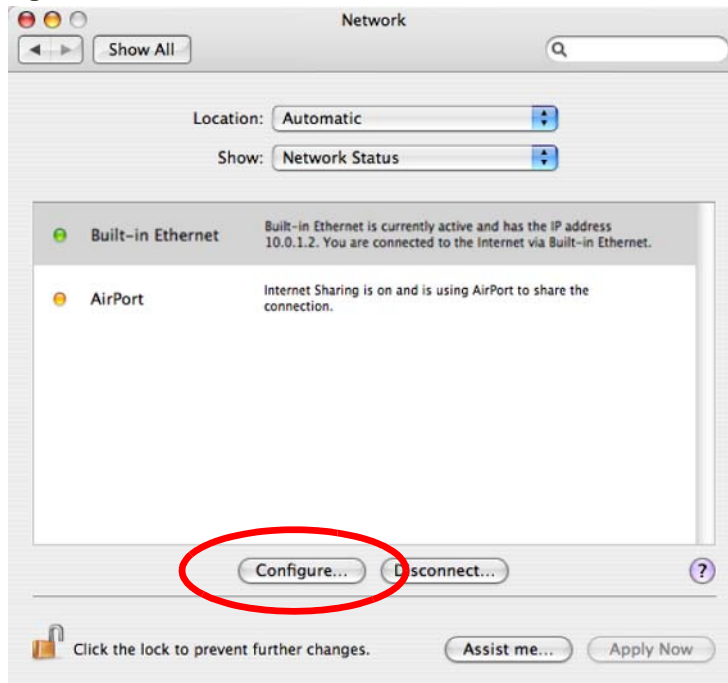 Network
Show All
Location: Automatic
Show: Network Status
Built-in Ethernet
Built-in Ethernet is currently active and has the IP address
10.0.1.2. You are connected to the Internet via Built-in Ethernet.
AirPort
Internet Sharing is on and is using AirPort to share the
connection.
Configure... Disconnect... ?
Click the lock to prevent further changes. Assist me... Apply Now